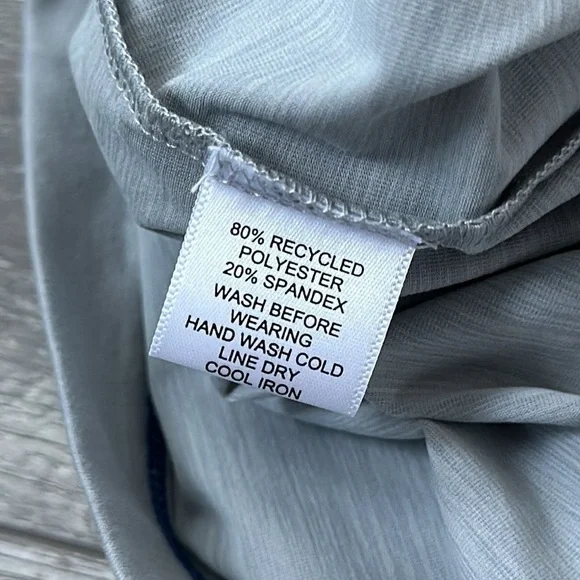 80% RECYCLED
POLYESTER
20% SPANDEX
WASH BEFORE
WEARING
HAND WASH COLD
LINE DRY
COOL IRON